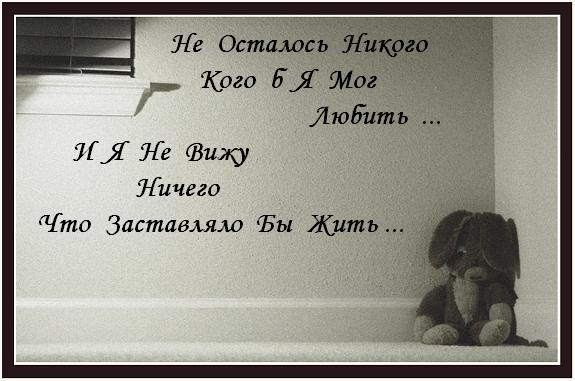 Не Осталось Никого
Кого б Я Мог
Любить ...
И Я Не Вижу
Ничего
Что Заставляло Бы Жить...